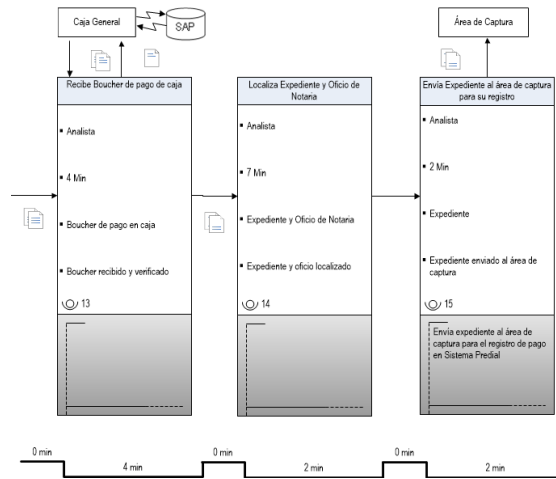 Caja General
SAP
Área de Captura
Recibe Boucher de pago de caja
Analista
4 Min
Boucher de pago en caja
Boucher recibido y verificado
13
Localiza Expediente y Oficio de
Notaria
Analista
7 Min
Expediente y Oficio de Notaria
Expediente y oficio localizado
14
Envía Expediente al área de captura
para su registro
Analista
2 Min
Expediente
Expediente enviado al área de
captura
15
Envía expediente al área de
captura para el registro de pago
en Sistema Predial
0 min
4 min
0 min
2 min
0 min
2 min